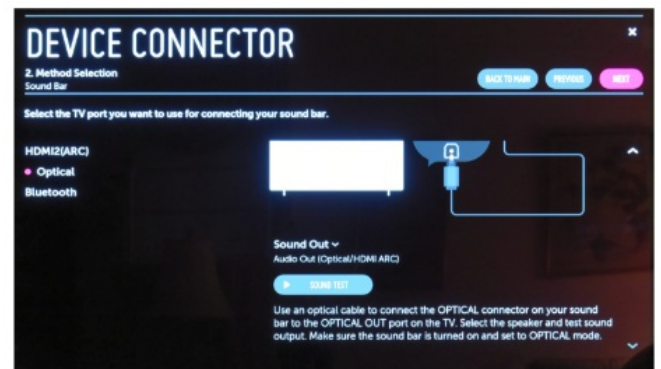 DEVICE CONNECTOR
2. Method Selection
Sound Bar
BACK TO MAIN PREVIOUS NEXT
Select the TV port you want to use for connecting your sound bar.
HDMI2(ARC)
Optical
Bluetooth
Sound Out
Audio Out (Optical/HDMI ARC)
SOUND TEST
Use an optical cable to connect the OPTICAL connector on your sound
bar to the OPTICAL OUT port on the TV. Select the speaker and test sound
output. Make sure the sound bar is turned on and set to OPTICAL mode.